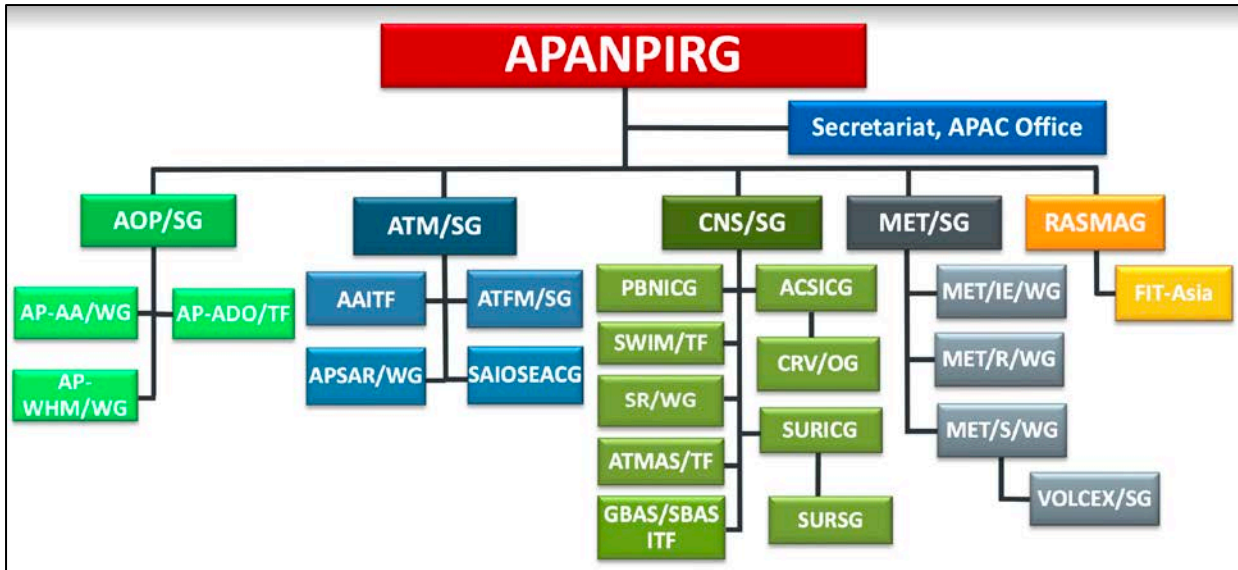 APANPIRG
Secretariat, APAC Office
AOP/SG
ATM/SG
CNS/SG
MET/SG
RASMAG
AP-AA/WG
AP-ADO/TF
AP-
WHM/WG
AAITF
ATFM/SG
APSAR/WG
SAIOSEACG
PBNICG
ACSICG
SWIM/TF
CRV/OG
SR/WG
SURICG
ATMAS/TF
SURSG
GBAS/SBAS
ITF
MET/IE/WG
MET/R/WG
MET/S/WG
VOLCEX/SG
FIT-Asia